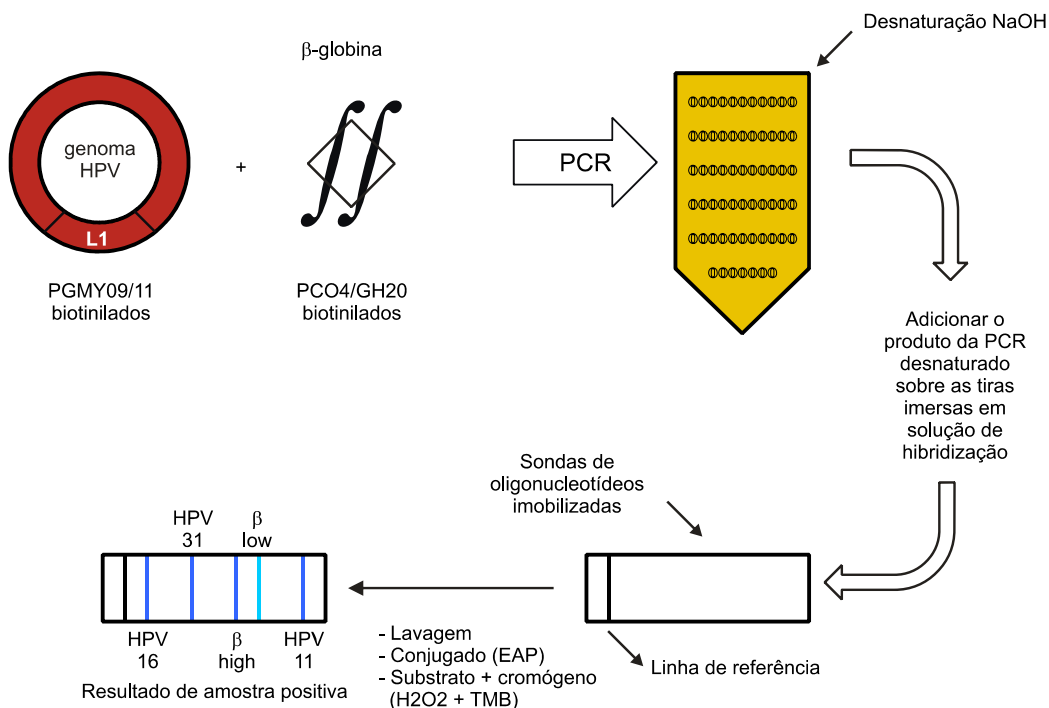 Desnaturação NaOH
β-globina
genoma
HPV
+
L1
PCR
PGMY09/11
biotinilados
PCO4/GH20
biotinilados
Adicionar o
produto da PCR
desnaturado
sobre as tiras
imersas em
solução de
hibridização
Sondas de
oligonucleotídeos
imobilizadas
HPV
31
β
low
HPV
16
β
high
HPV
11
Resultado de amostra positiva
- Lavagem
- Conjugado (EAP)
- Substrato + cromógeno
(H2O2 + TMB)
Linha de referência